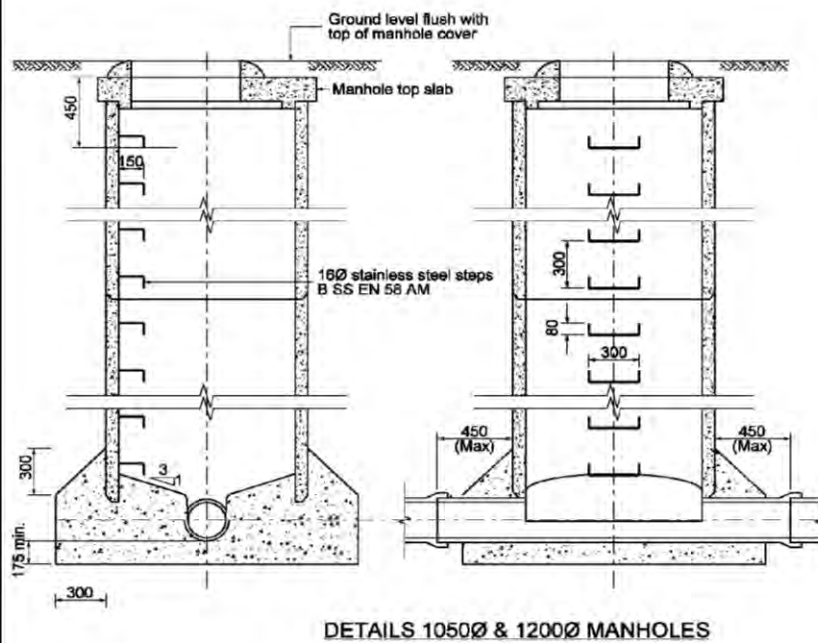 Ground level flush with
top of manhole cover
Manhole top slab
450
150
16Ø stainless steel steps
B SS EN 58 AM
300
80
300
450
(Max)
450
(Max)
300
3
1
175 min.
300
DETAILS 1050Ø & 1200Ø MANHOLES